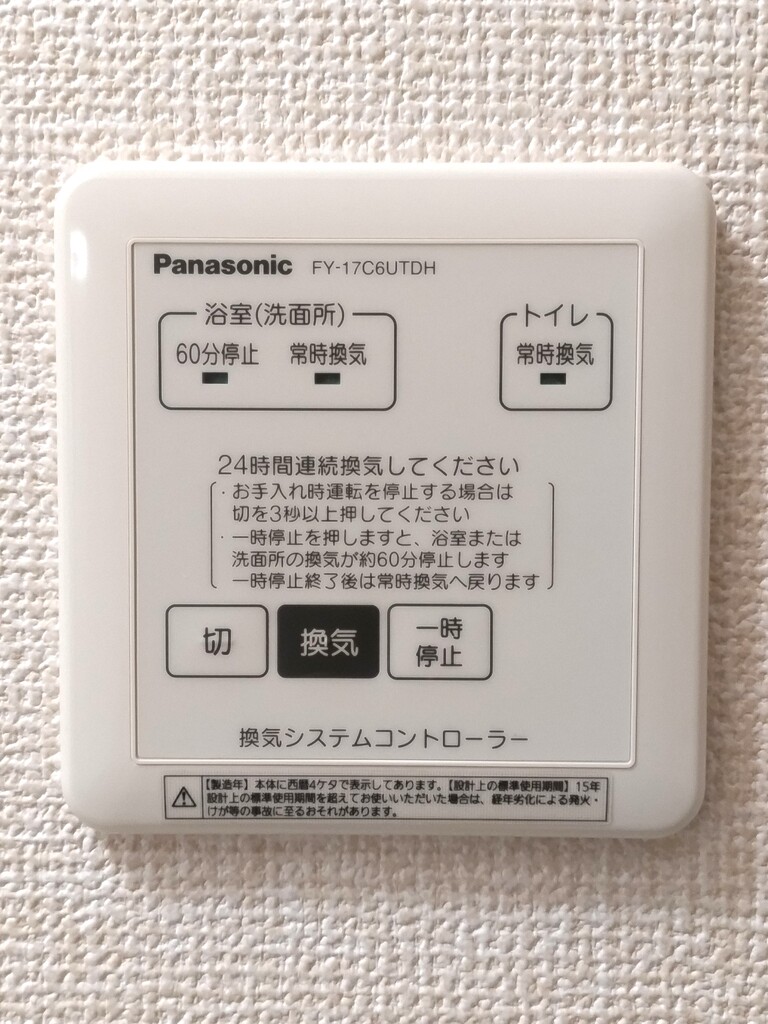 Panasonic FY-17C6UTDH
浴室(洗面所) トイレ
60分停止 常時換気 常時換気
24時間連続換気してください
・お手入れ時運転を停止する場合は
切を3秒以上押してください
・一時停止を押しますと、浴室または
洗面所の換気が約60分停止します
一時停止終了後は常時換気へ戻ります
切 換気 一時
停止
換気システムコントローラー
【製造年】本体に西暦4ケタで表示してあります。【設計上の標準使用期間】15年
設計上の標準使用期間を超えてお使いいただいた場合は、経年劣化による発火・
けが等の事故に至るおそれがあります。